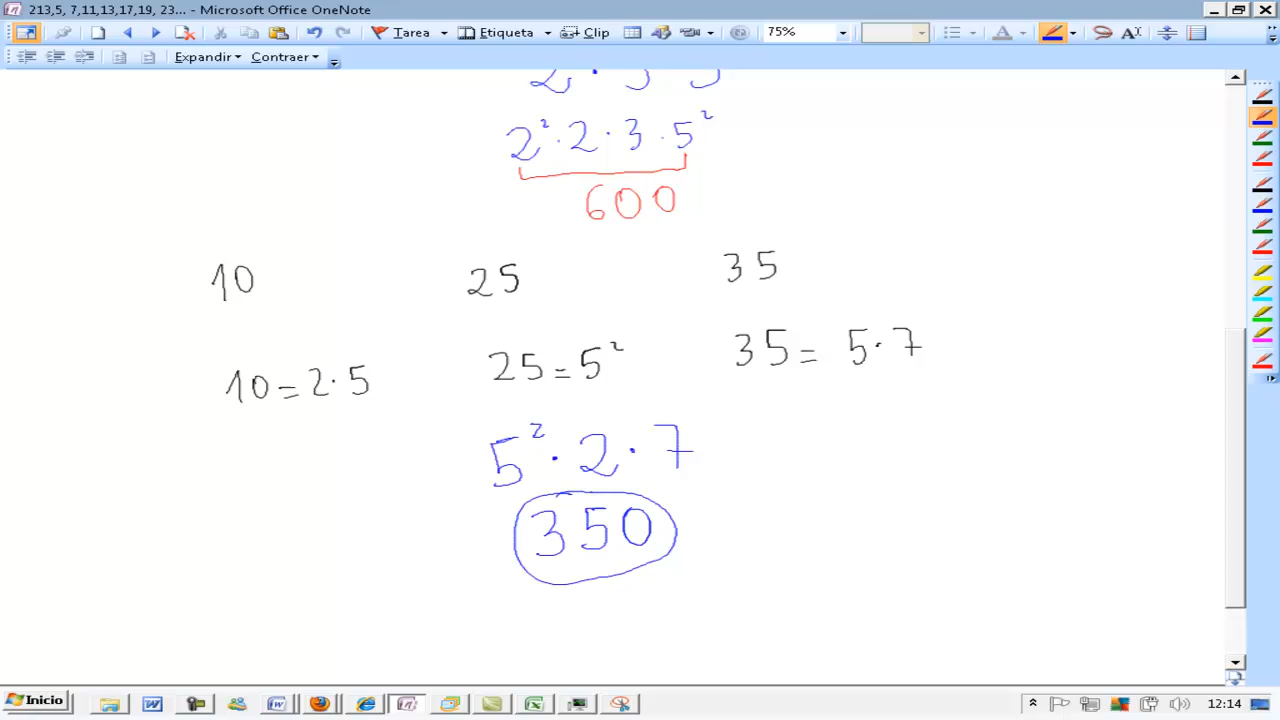 213,5, 7,11,13,17,19, 23... - Microsoft Office OneNote
Tarea Etiqueta Clip 75%
Expandir Contraer
2² · 2 · 3 · 5²
600
10 25 35
10 = 2 · 5 25 = 5² 35 = 5 · 7
5² · 2 · 7
350
Inicio 12:14